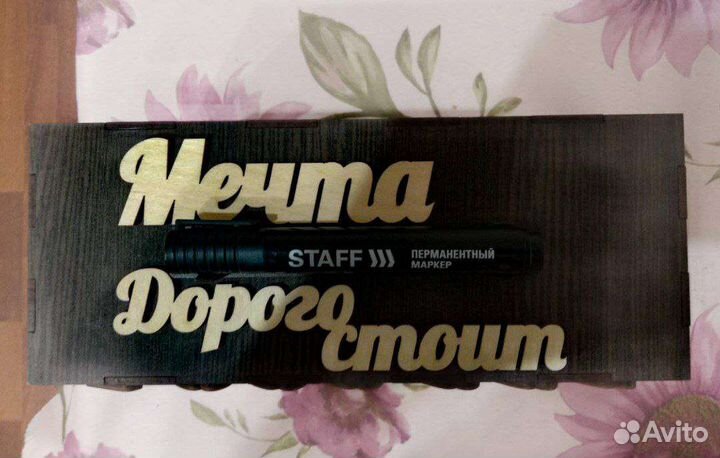 Мечта
STAFF
ПЕРМАНЕНТНЫЙ
МАРКЕР
Дорого
стоит
Avito